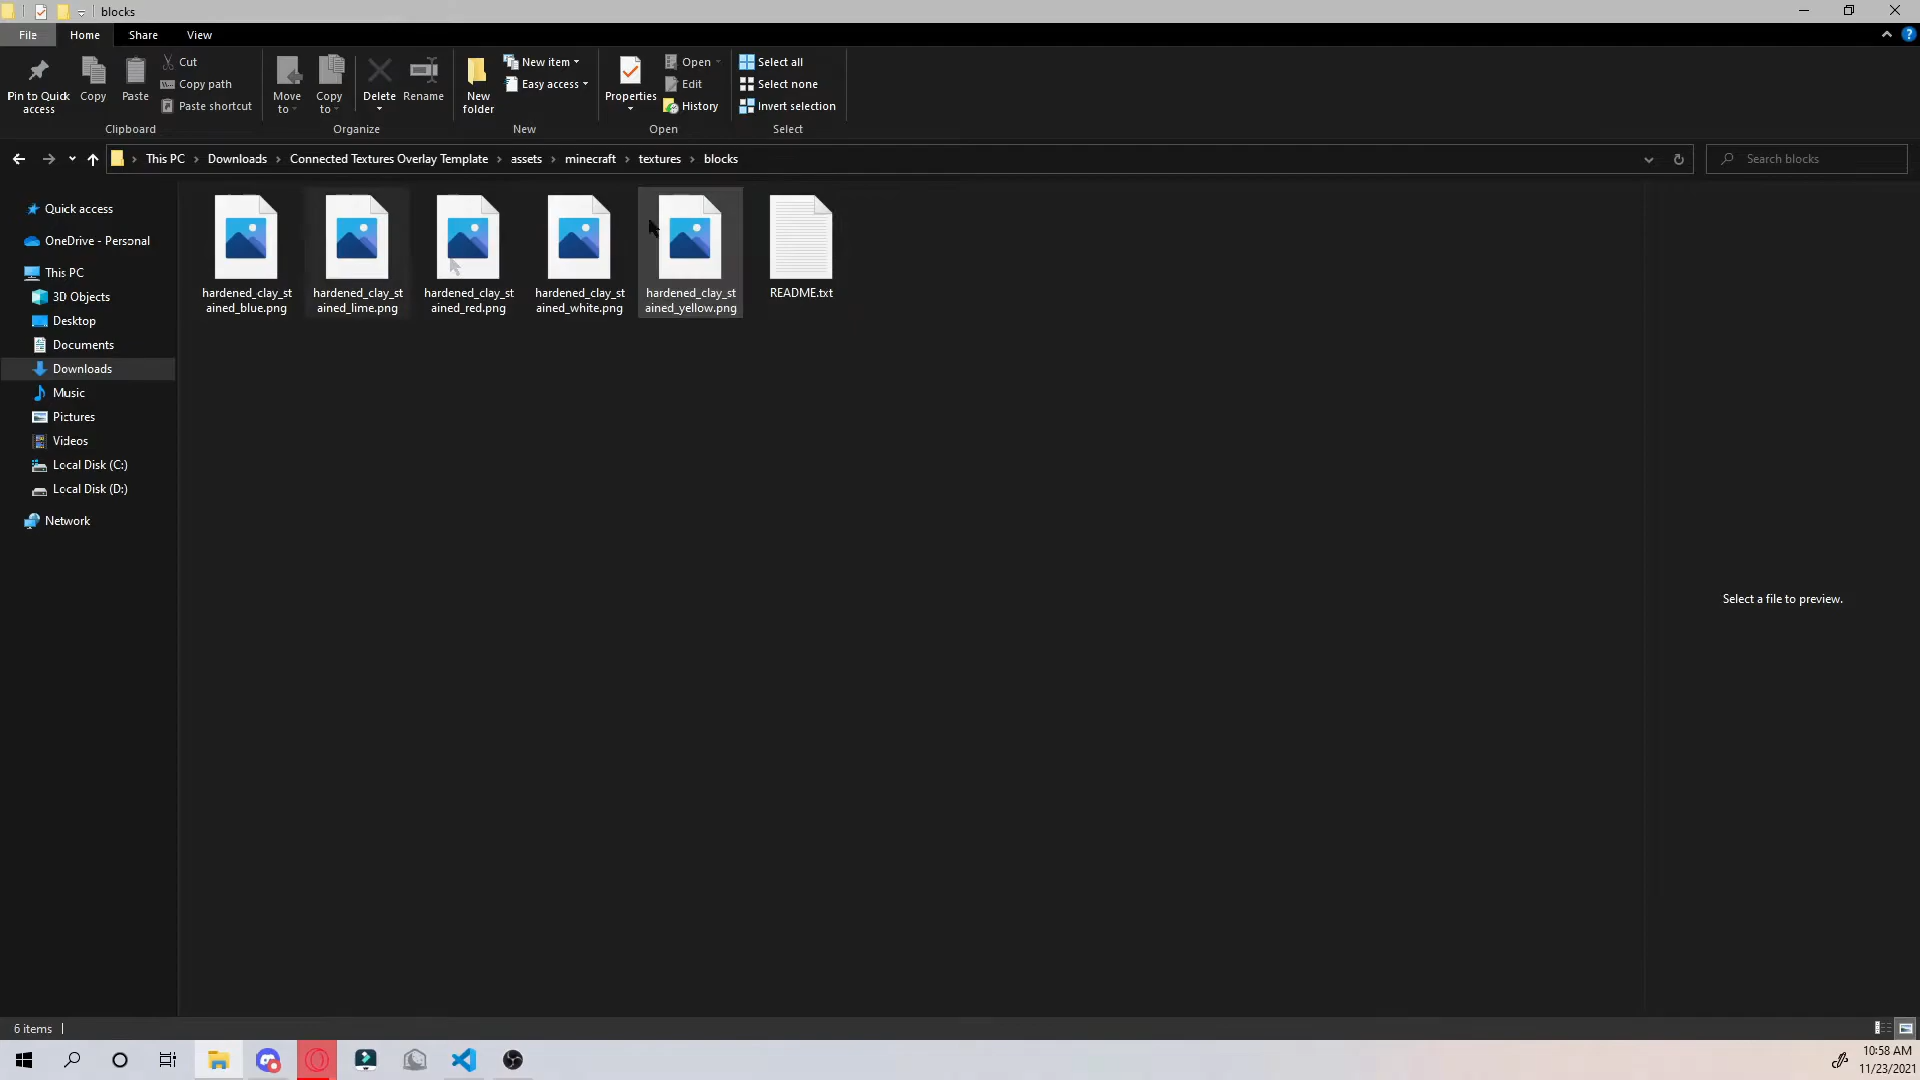 blocks
File Home Share View
Pin to Quick access
Copy
Paste
Cut
Copy path
Paste shortcut
Clipboard
Move to
Copy to
Delete
Rename
Organize
New folder
New item
Easy access
New
Properties
Open
Edit
History
Open
Select all
Select none
Invert selection
Select
This PC > Downloads > Connected Textures Overlay Template > assets > minecraft > textures > blocks
Search blocks
Quick access
OneDrive - Personal
This PC
3D Objects
Desktop
Documents
Downloads
Music
Pictures
Videos
Local Disk (C:)
Local Disk (D:)
Network
hardened_clay_st
ained_blue.png
hardened_clay_st
ained_lime.png
hardened_clay_st
ained_red.png
hardened_clay_st
ained_white.png
hardened_clay_st
ained_yellow.png
README.txt
Select a file to preview.
6 items
10:58 AM
11/23/2021